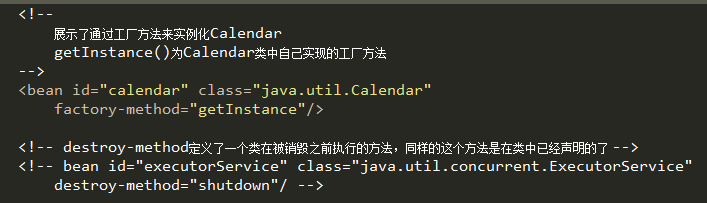 <!--
展示了通过工厂方法来实例化Calendar
getInstance()为Calendar类中自己实现的工厂方法
-->
<bean id="calendar" class="java.util.Calendar"
factory-method="getInstance"/>
<!-- destroy-method定义了一个类在被销毁之前执行的方法，同样的这个方法是在类中已经声明的了 -->
<!-- bean id="executorService" class="java.util.concurrent.ExecutorService"
destroy-method="shutdown"/ -->